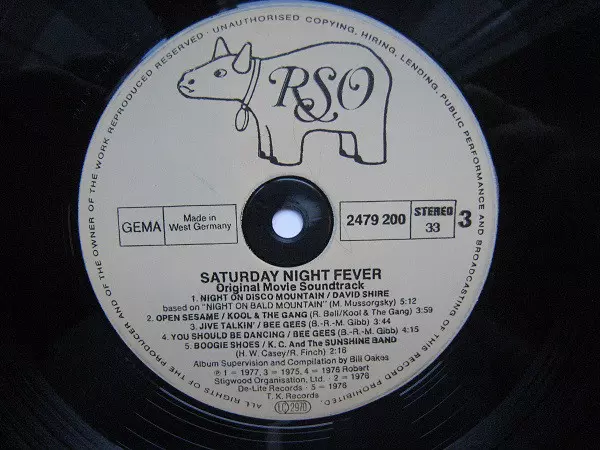 ALL RIGHTS OF THE PRODUCER AND OF THE OWNER OF THE WORK REPRODUCED RESERVED · UNAUTHORISED COPYING, HIRING, LENDING, PUBLIC PERFORMANCE AND BROADCASTING OF THIS RECORD PROHIBITED.
RSO
GEMA
Made in
West Germany
2479 200
STEREO
33
3
SATURDAY NIGHT FEVER
Original Movie Soundtrack
1. NIGHT ON DISCO MOUNTAIN / DAVID SHIRE
based on "NIGHT ON BALD MOUNTAIN" (M. Mussorgsky) 5:12
2. OPEN SESAME / KOOL & THE GANG (R. Bell/Kool & The Gang) 3:59
3. JIVE TALKIN' / BEE GEES (B.-R.-M. Gibb) 3:44
4. YOU SHOULD BE DANCING / BEE GEES (B.-R.-M. Gibb) 4:15
5. BOOGIE SHOES / K. C. And The SUNSHINE BAND
(H. W. Casey/R. Finch) 2:16
Album Supervision and Compilation by Bill Oakes
℗ 1 = 1977, 3 = 1975, 4 = 1976 Robert
Stigwood Organisation, Ltd. · 2 = 1976
De-Lite Records · 5 = 1976
T. K. Records
LC 2970